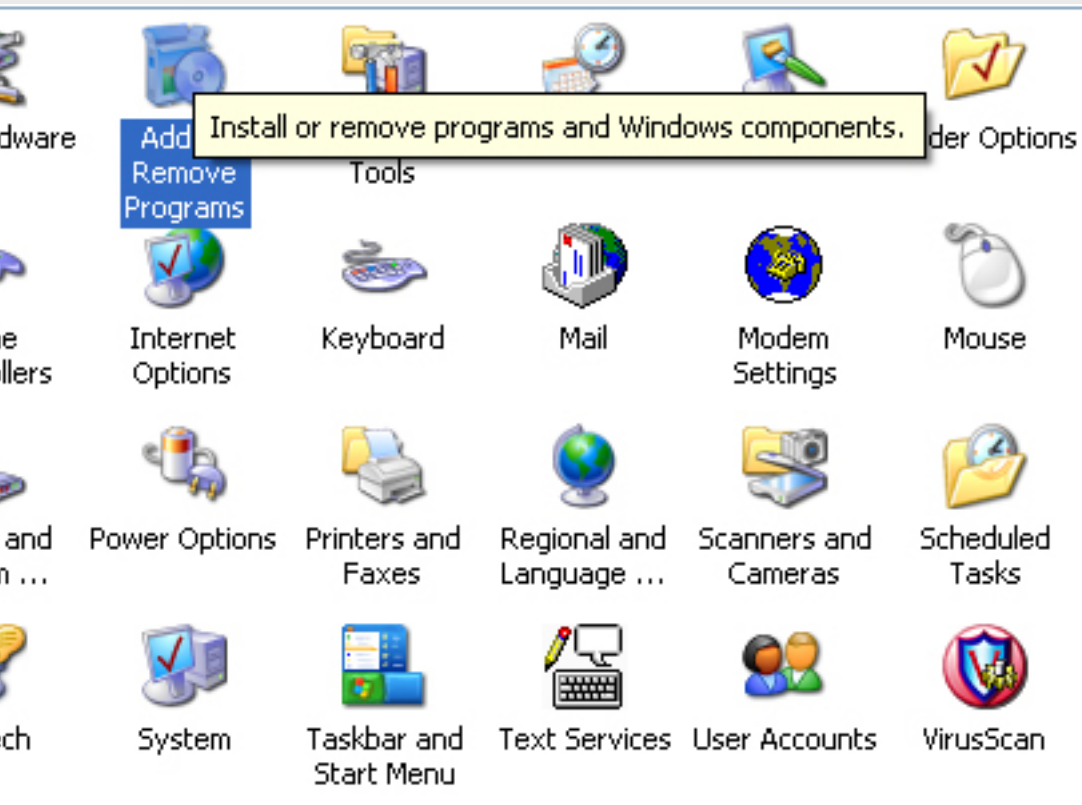 dware
Add
Remove
Programs
Install or remove programs and Windows components.
Tools
der Options
e
llers
Internet
Options
Keyboard
Mail
Modem
Settings
Mouse
and
n ...
Power Options
Printers and
Faxes
Regional and
Language ...
Scanners and
Cameras
Scheduled
Tasks
ch
System
Taskbar and
Start Menu
Text Services
User Accounts
VirusScan